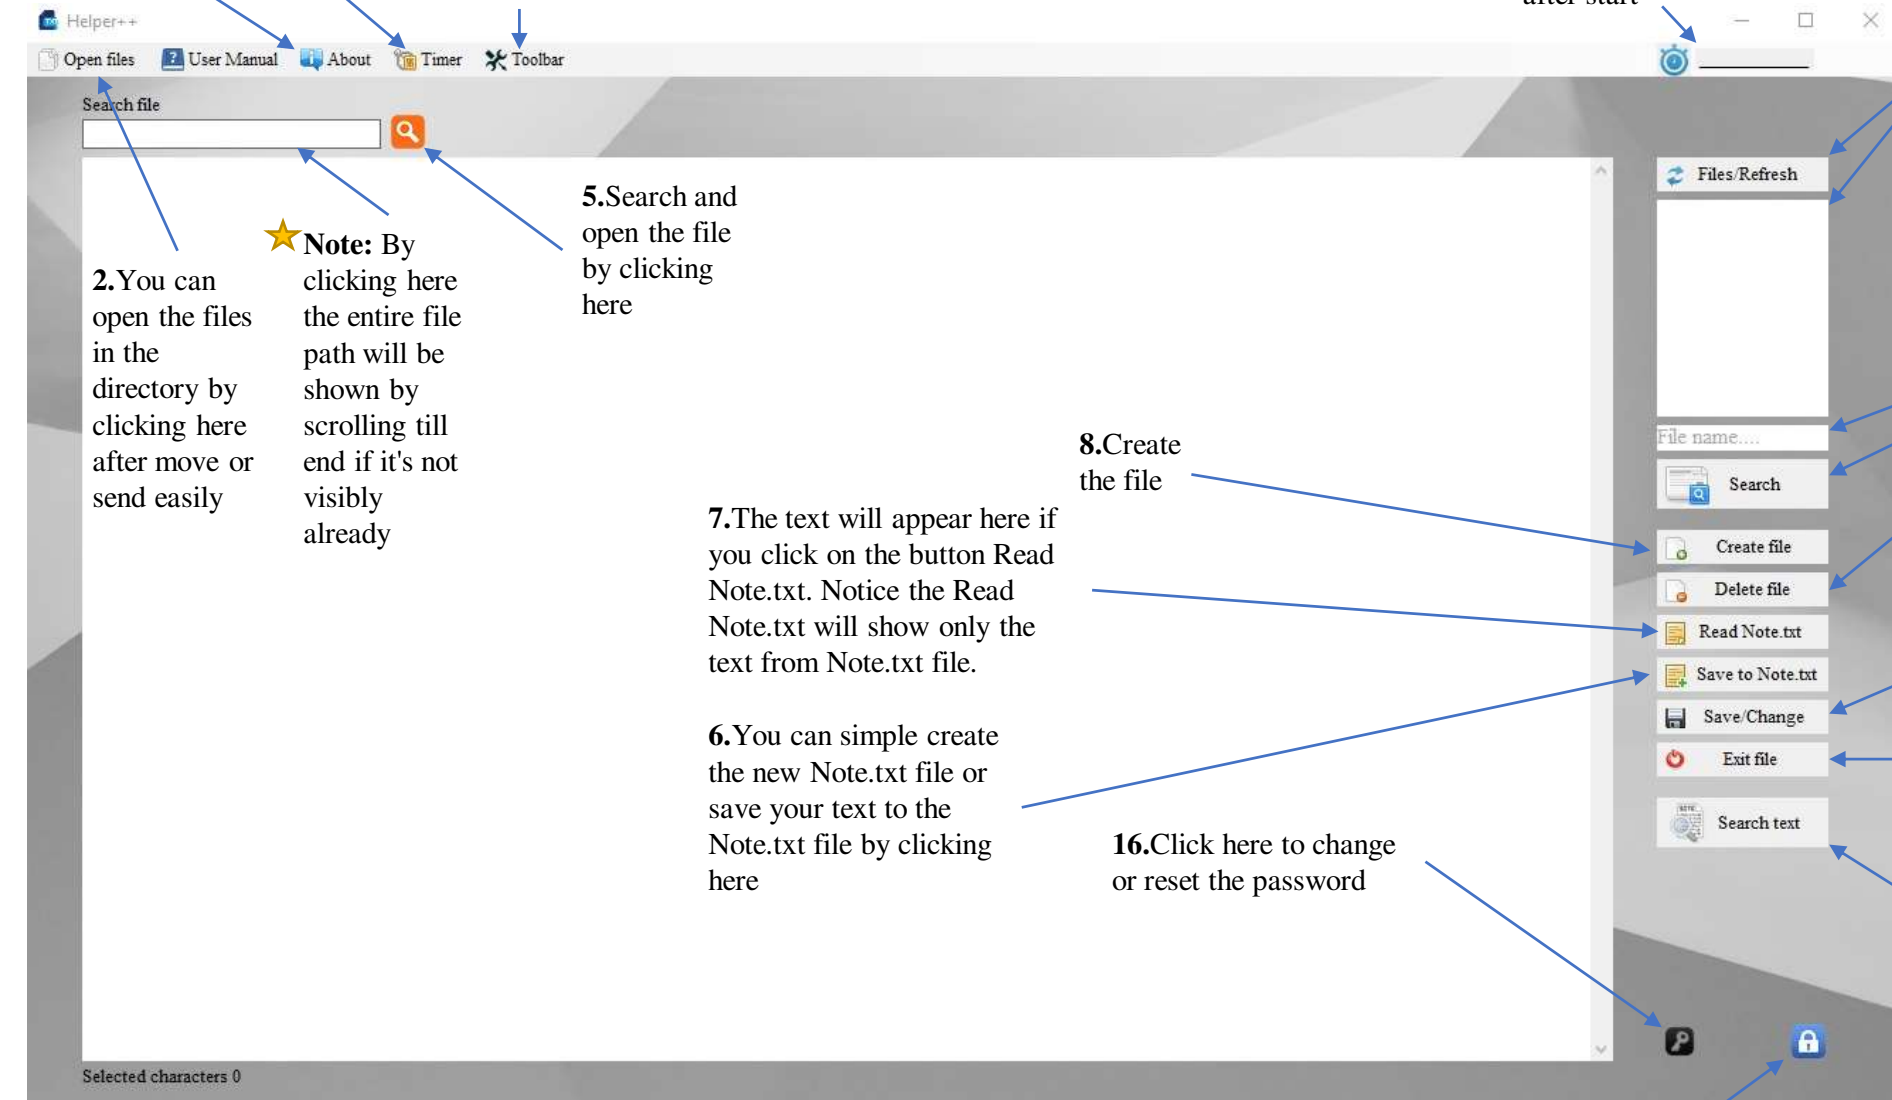 after start
Helper++
Open files User Manual About Timer Toolbar
Search file
Files/Refresh
5.Search and
open the file
by clicking
here
Note: By
clicking here
the entire file
path will be
shown by
scrolling till
end if it's not
visibly
already
2.You can
open the files
in the
directory by
clicking here
after move or
send easily
File name....
Search
8.Create
the file
7.The text will appear here if
you click on the button Read
Note.txt. Notice the Read
Note.txt will show only the
text from Note.txt file.
Create file
Delete file
Read Note.txt
Save to Note.txt
Save/Change
Exit file
Search text
6.You can simple create
the new Note.txt file or
save your text to the
Note.txt file by clicking
here
16.Click here to change
or reset the password
Selected characters 0